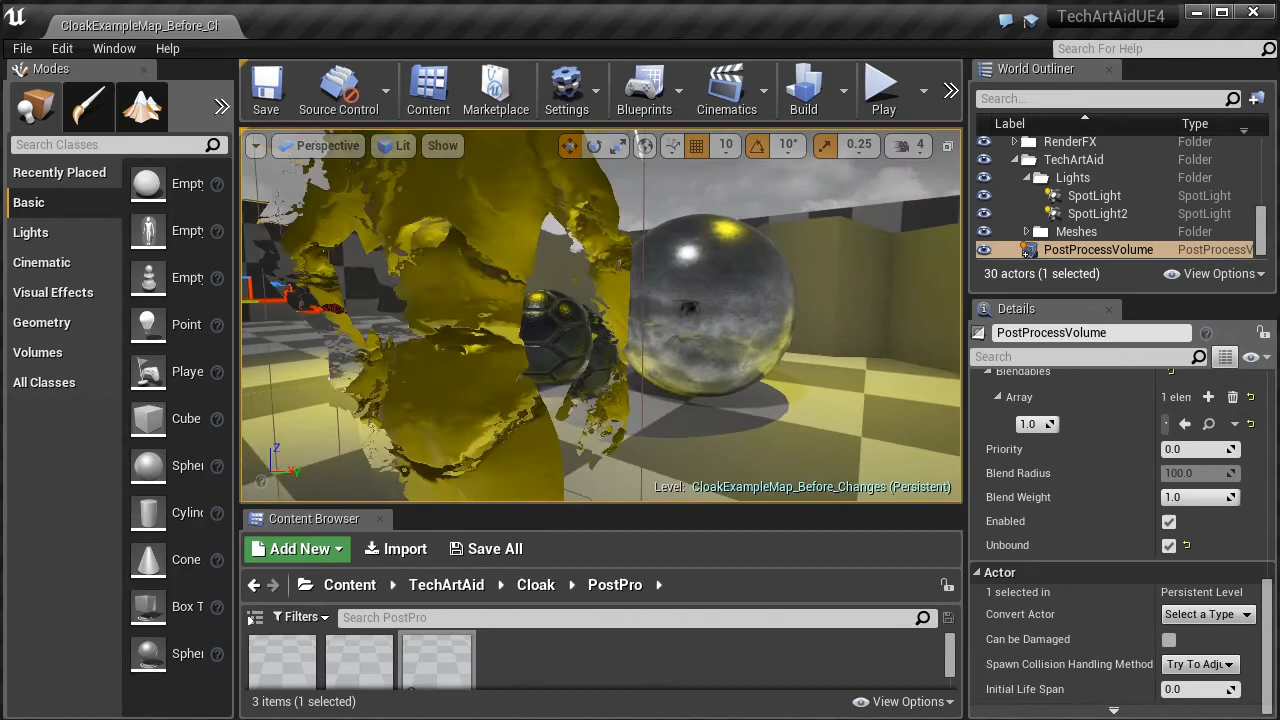 CloakExampleMap_Before_Cl
TechArtAidUE4
File Edit Window Help
Search For Help
Modes
Search Classes
Recently Placed
Basic
Lights
Cinematic
Visual Effects
Geometry
Volumes
All Classes
Empty
Empty
Empty
Point
Playe
Cube
Spher
Cylind
Cone
Box T
Spher
Save
Source Control
Content
Marketplace
Settings
Blueprints
Cinematics
Build
Play
Perspective
Lit
Show
10
10°
0.25
4
Level: CloakExampleMap_Before_Changes (Persistent)
Content Browser
Add New
Import
Save All
Content
TechArtAid
Cloak
PostPro
Filters
Search PostPro
3 items (1 selected)
View Options
World Outliner
Search...
Label Type
RenderFX Folder
TechArtAid Folder
Lights Folder
SpotLight SpotLight
SpotLight2 SpotLight
Meshes Folder
PostProcessVolume PostProcessV
30 actors (1 selected)
View Options
Details
PostProcessVolume
Search
Blendables
Array 1 elen
1.0
Priority 0.0
Blend Radius 100.0
Blend Weight 1.0
Enabled
Unbound
Actor
1 selected in Persistent Level
Convert Actor Select a Type
Can be Damaged
Spawn Collision Handling Method Try To Adju
Initial Life Span 0.0